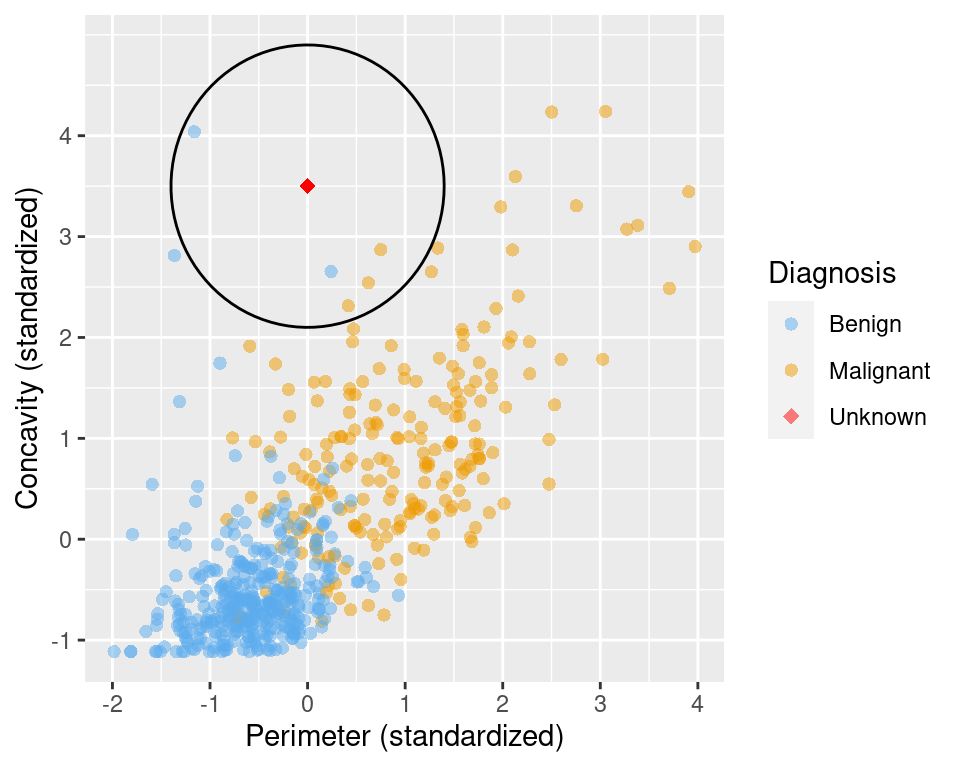 4
3
2
1
0
-1
-2 -1 0 1 2 3 4
Perimeter (standardized)
Concavity (standardized)
Diagnosis
Benign
Malignant
Unknown